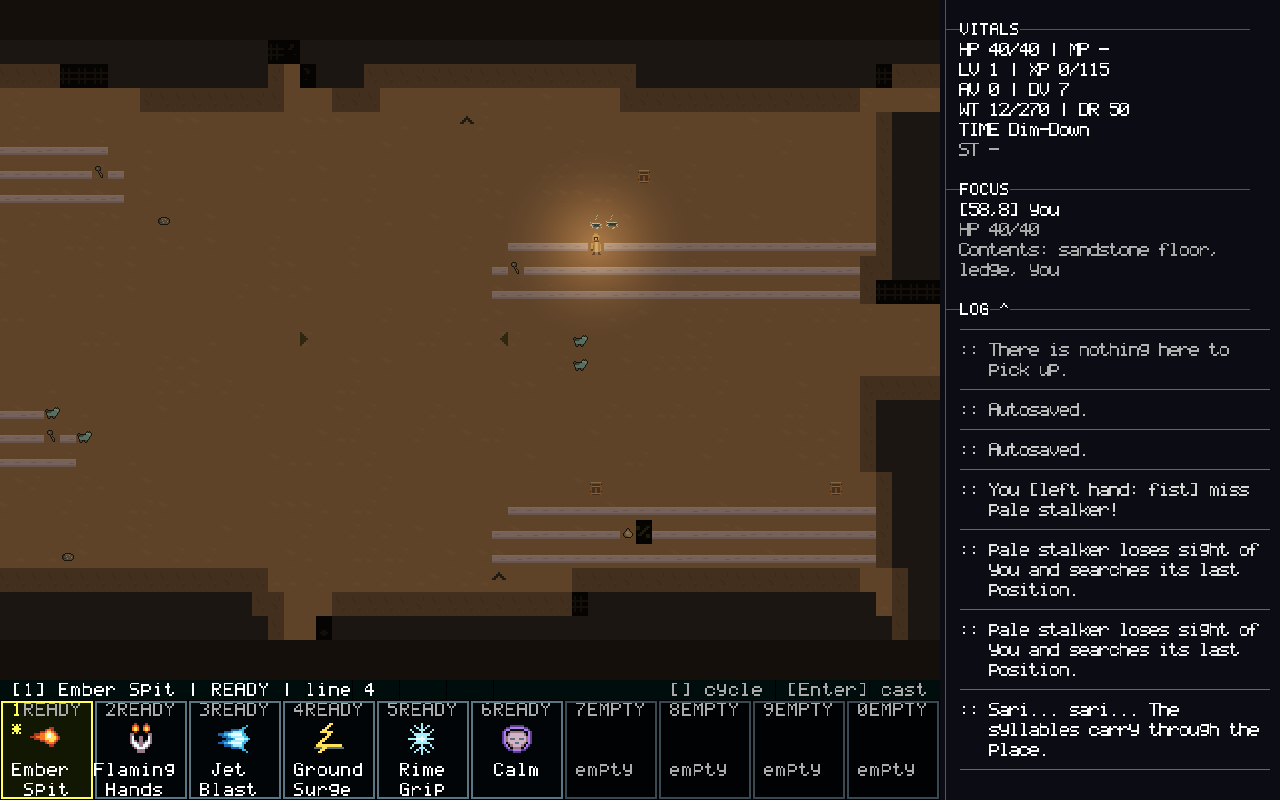 VITALS
HP 40/40 | MP -
LV 1 | XP 0/115
AV 0 | DV 7
WT 12/270 | DR 50
TIME Dim-Down
ST -
FOCUS
[58,8] You
HP 40/40
Contents: sandstone floor,
ledge, You
LOG ^
:: There is nothing here to
Pick uP.
:: Autosaved.
:: Autosaved.
:: You [left hand: fist] miss
Pale stalker!
:: Pale stalker loses sight of
You and searches its last
Position.
:: Pale stalker loses sight of
You and searches its last
Position.
:: Sari... sari... The
syllables carry through the
Place.
[1] Ember SPit | READY | line 4
[] cycle [Enter] cast
1READY 2READY 3READY 4READY 5READY 6READY 7EMPTY 8EMPTY 9EMPTY 0EMPTY
*
Ember Flaming Jet Ground Rime Calm emPty emPty emPty emPty
SPit Hands Blast Surge GriP